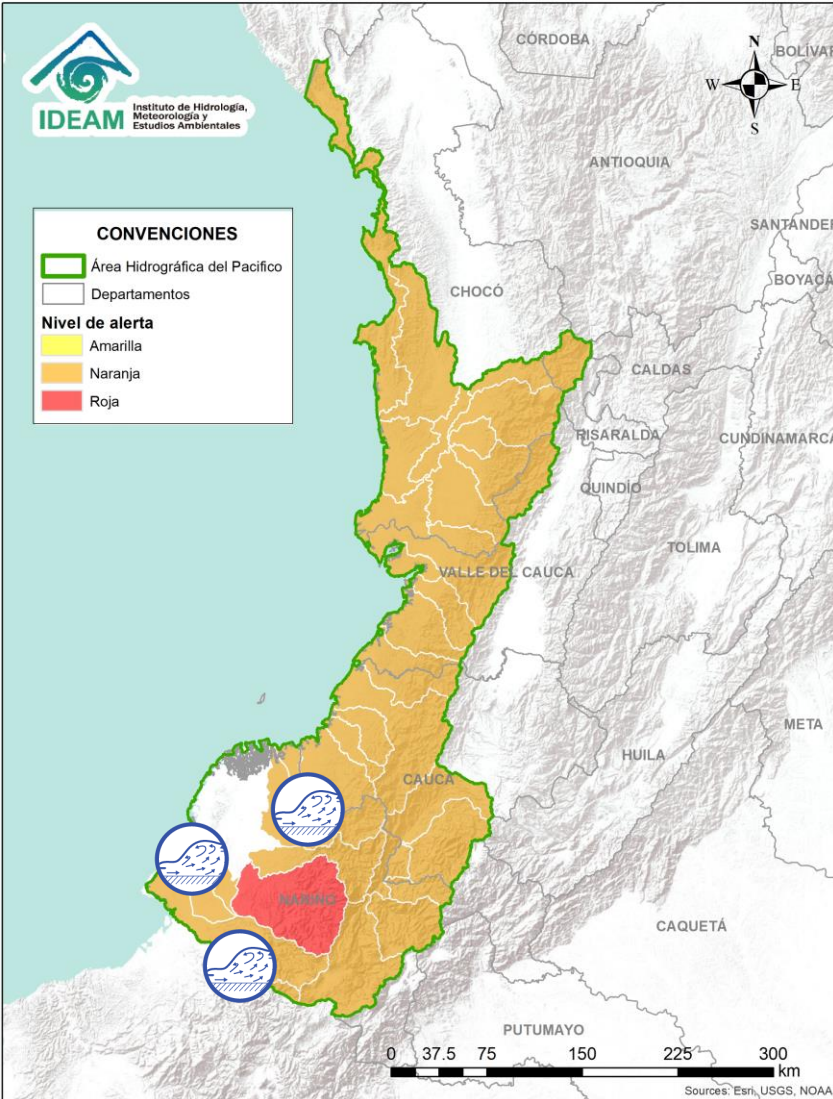 IDEAM
Instituto de Hidrología,
Meteorología y
Estudios Ambientales
CONVENCIONES
Área Hidrográfica del Pacifico
Departamentos
Nivel de alerta
Amarilla
Naranja
Roja
N
W
E
S
CÓRDOBA
BOLÍVAR
ANTIOQUIA
SANTANDER
BOYACÁ
CHOCÓ
CALDAS
RISARALDA
CUNDINAMARCA
QUINDÍO
TOLIMA
VALLE DEL CAUCA
META
HUILA
CAUCA
NARIÑO
CAQUETÁ
PUTUMAYO
0 37.5 75 150 225 300
km
Sources: Esri, USGS, NOAA